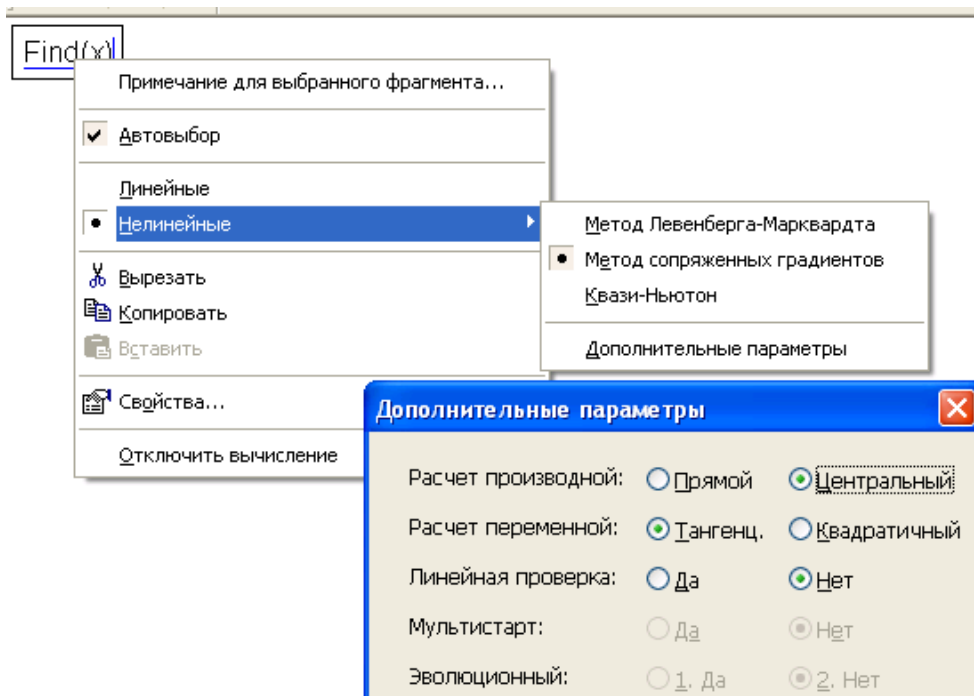 Find(x)
Примечание для выбранного фрагмента...
Автовыбор
Линейные
Нелинейные
Метод Левенберга-Марквардта
Метод сопряженных градиентов
Квази-Ньютон
Дополнительные параметры
Вырезать
Копировать
Вставить
Свойства...
Отключить вычисление
Дополнительные параметры
Расчет производной: Прямой Центральный
Расчет переменной: Тангенц. Квадратичный
Линейная проверка: Да Нет
Мультистарт: Да Нет
Эволюционный: 1. Да 2. Нет